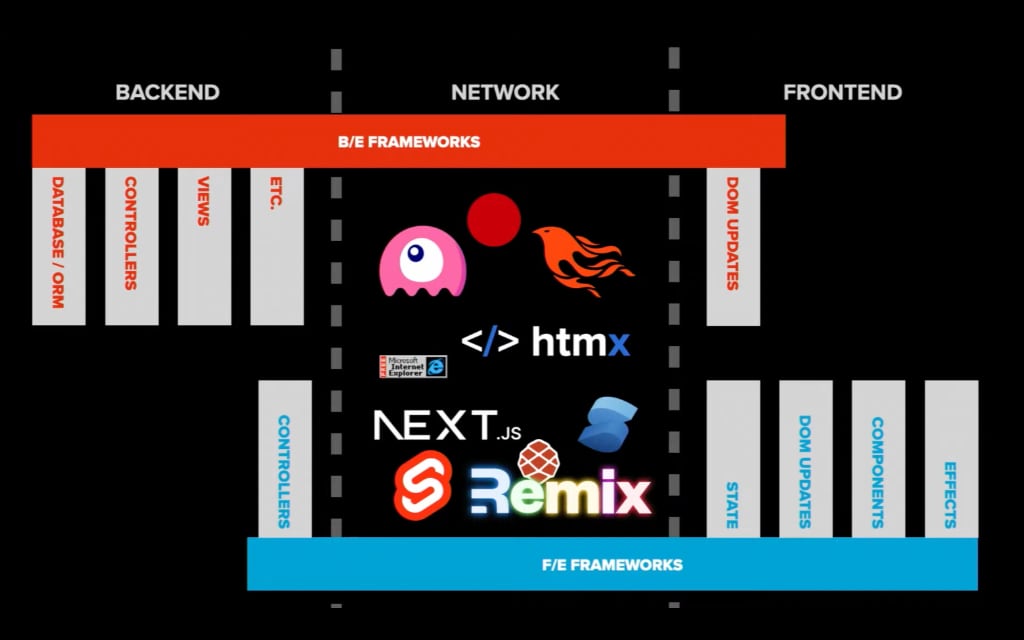 BACKEND
NETWORK
FRONTEND
B/E FRAMEWORKS
DATABASE / ORM
CONTROLLERS
VIEWS
ETC.
DOM UPDATES
</> htmx
FREE
Microsoft
Internet
Explorer
NEXT.JS
Remix
CONTROLLERS
STATE
DOM UPDATES
COMPONENTS
EFFECTS
F/E FRAMEWORKS